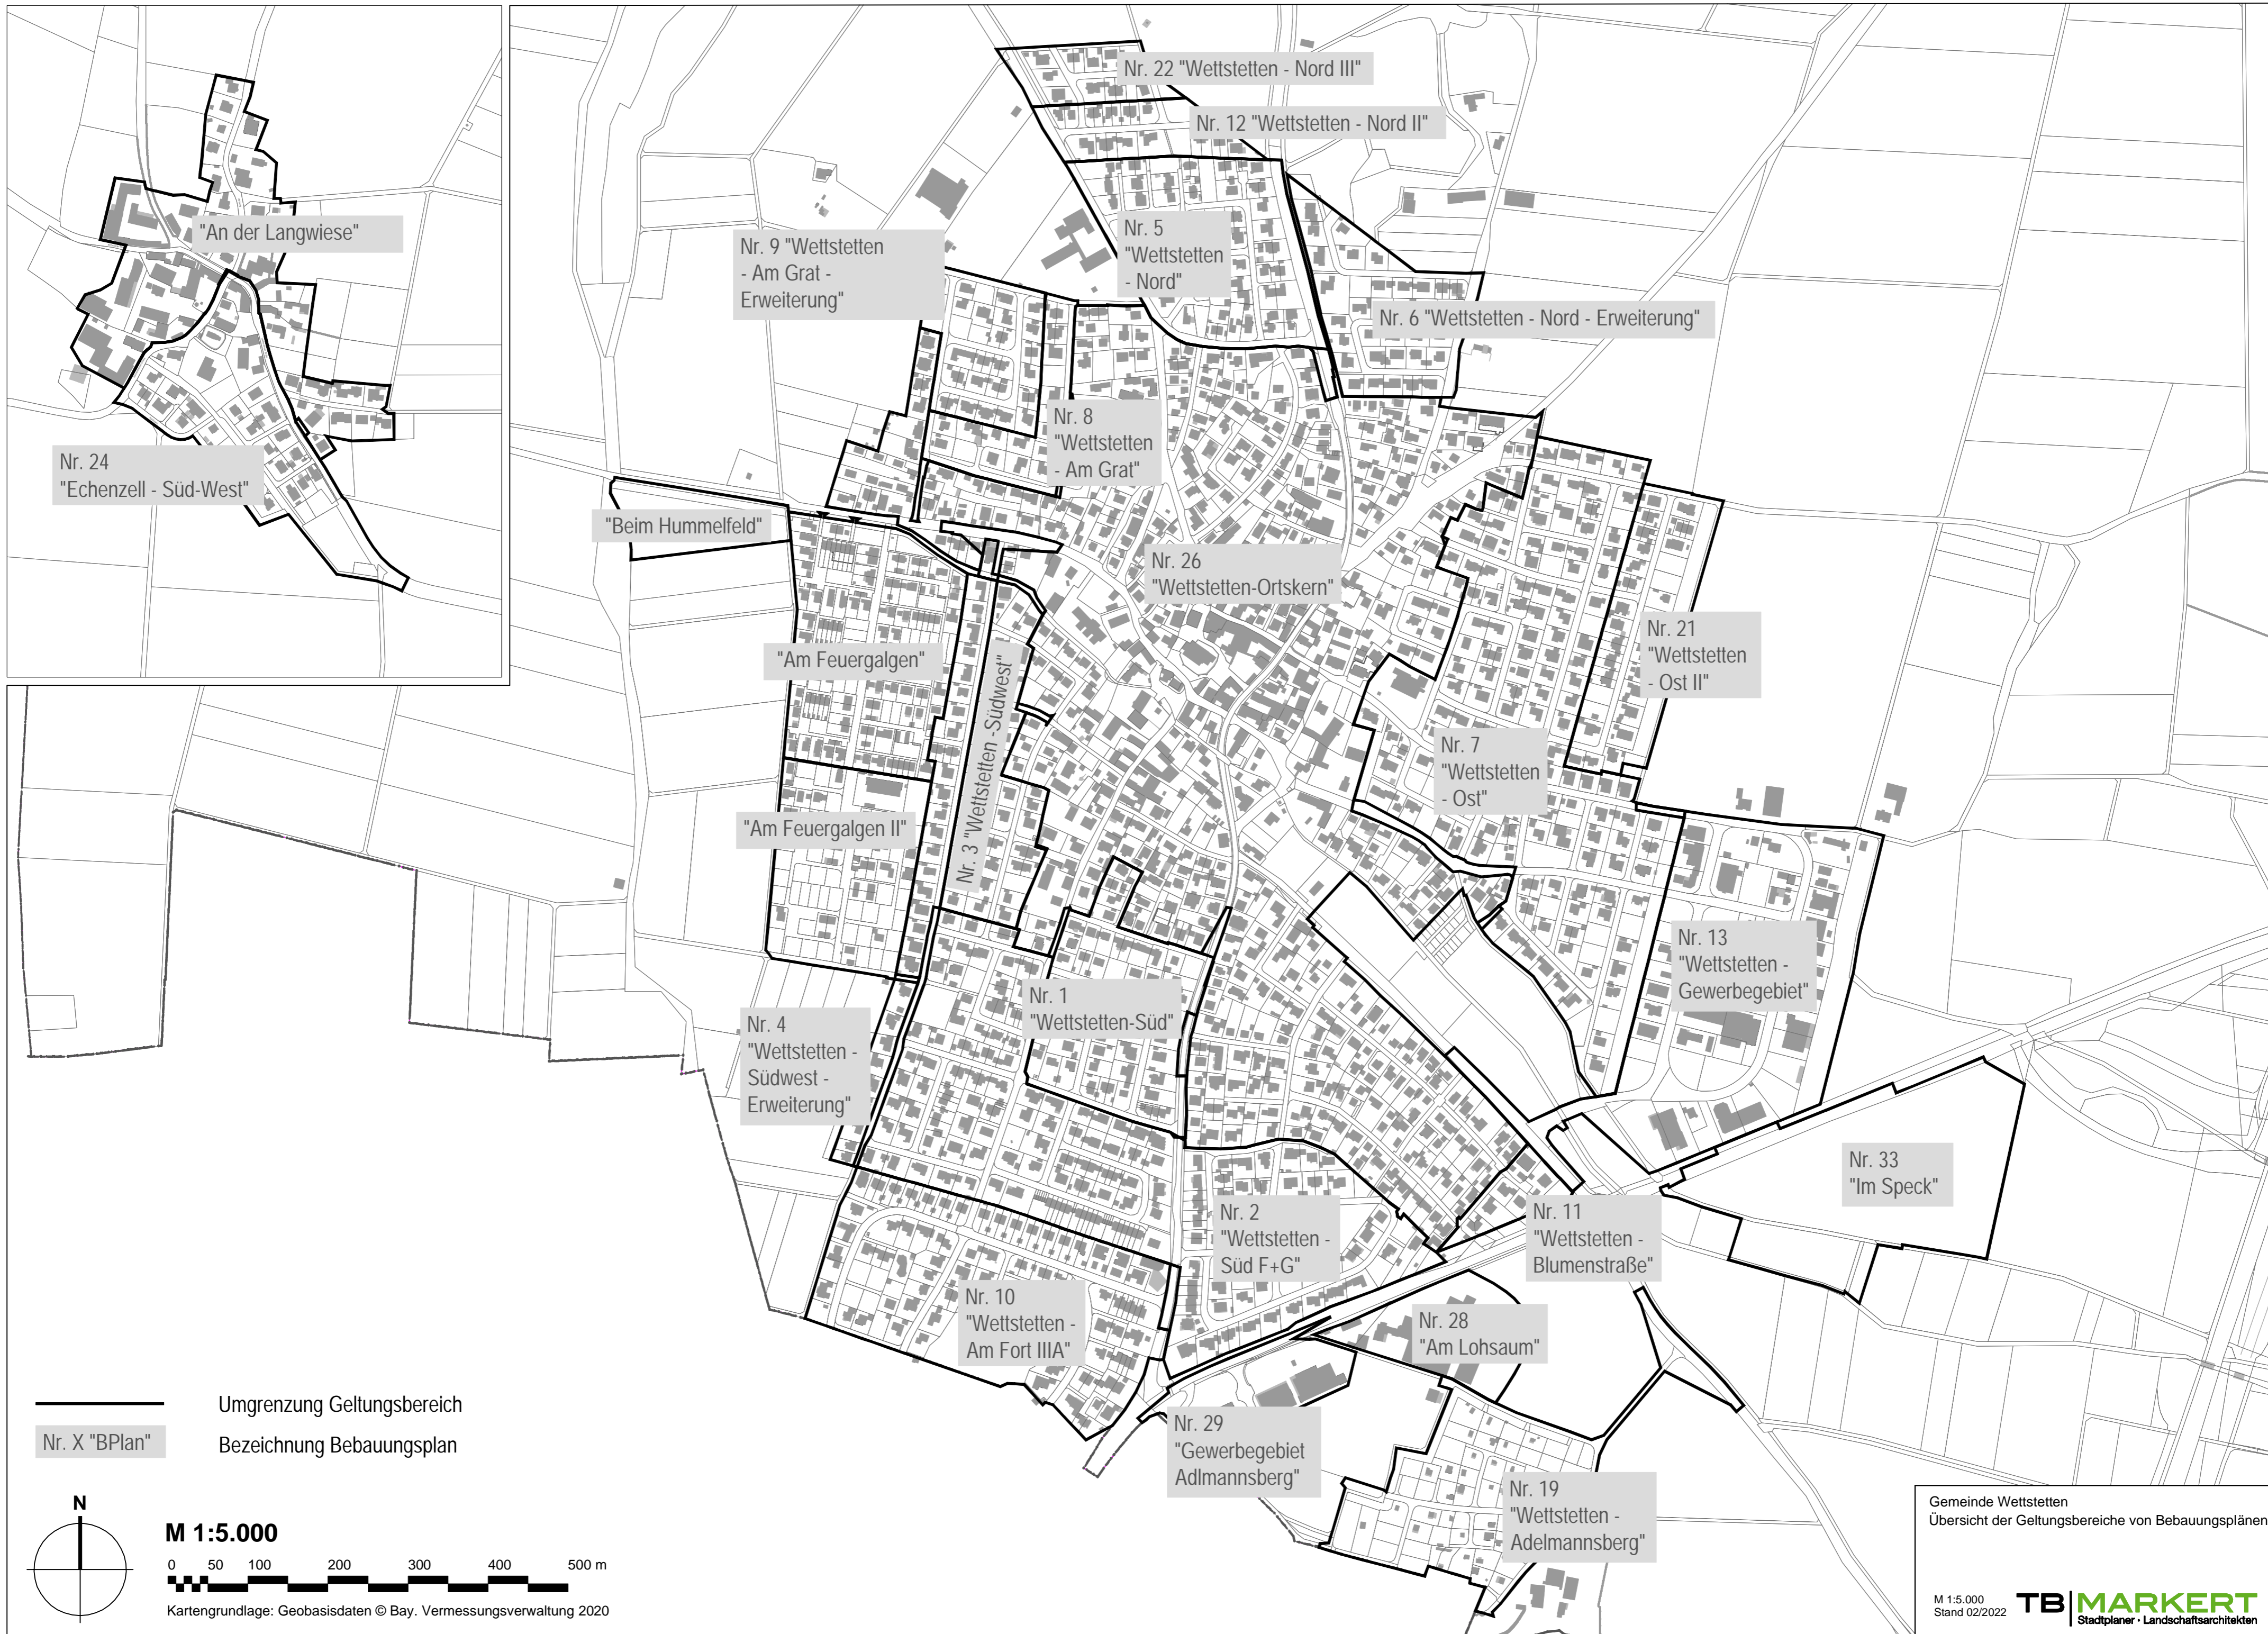 "An der Langwiese"
Nr. 24
"Echenzell - Süd-West"
Nr. 22 "Wettstetten - Nord III"
Nr. 12 "Wettstetten - Nord II"
Nr. 5
"Wettstetten
- Nord"
Nr. 9 "Wettstetten
- Am Grat -
Erweiterung"
Nr. 6 "Wettstetten - Nord - Erweiterung"
Nr. 8
"Wettstetten
- Am Grat"
"Beim Hummelfeld"
Nr. 26
"Wettstetten-Ortskern"
"Am Feuergalgen"
Nr. 21
"Wettstetten
- Ost II"
Nr. 3 "Wettstetten -Südwest"
Nr. 7
"Wettstetten
- Ost"
"Am Feuergalgen II"
Nr. 13
"Wettstetten -
Gewerbegebiet"
Nr. 1
"Wettstetten-Süd"
Nr. 4
"Wettstetten -
Südwest -
Erweiterung"
Nr. 33
"Im Speck"
Nr. 2
"Wettstetten -
Süd F+G"
Nr. 11
"Wettstetten -
Blumenstraße"
Nr. 10
"Wettstetten -
Am Fort IIIA"
Nr. 28
"Am Lohsaum"
Nr. 29
"Gewerbegebiet
Adlmannsberg"
Nr. 19
"Wettstetten -
Adelmannsberg"
Umgrenzung Geltungsbereich
Nr. X "BPlan"
Bezeichnung Bebauungsplan
N
M 1:5.000
0 50 100 200 300 400 500 m
Kartengrundlage: Geobasisdaten © Bay. Vermessungsverwaltung 2020
Gemeinde Wettstetten
Übersicht der Geltungsbereiche von Bebauungsplänen
M 1:5.000
Stand 02/2022
TB|MARKERT
Stadtplaner · Landschaftsarchitekten